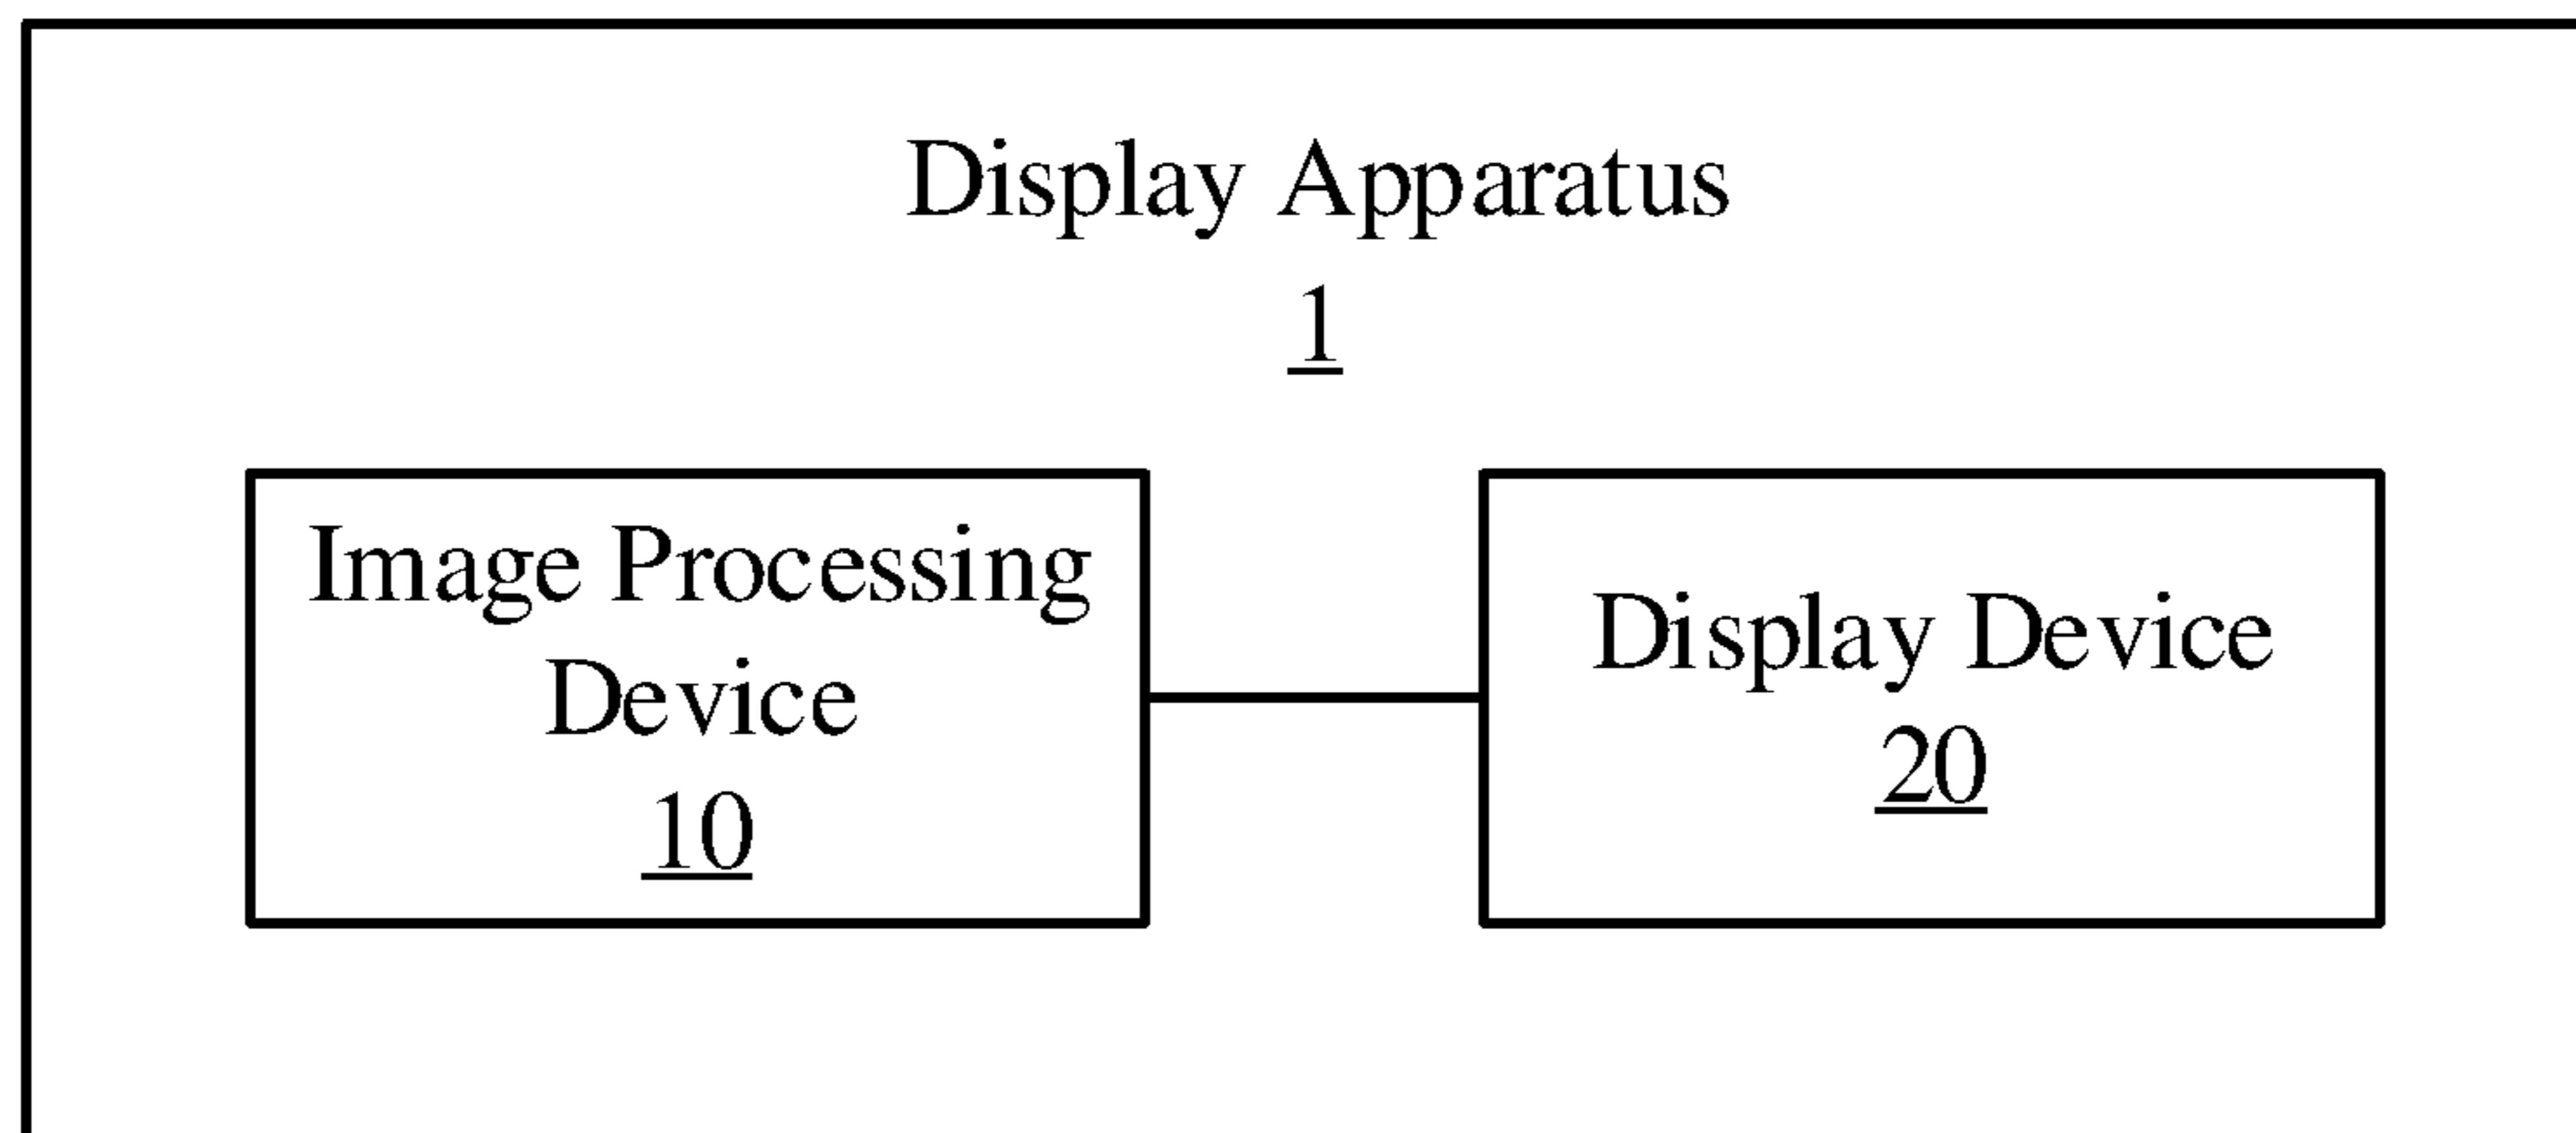 Display Apparatus
1
Image Processing
Device
10
Display Device
20